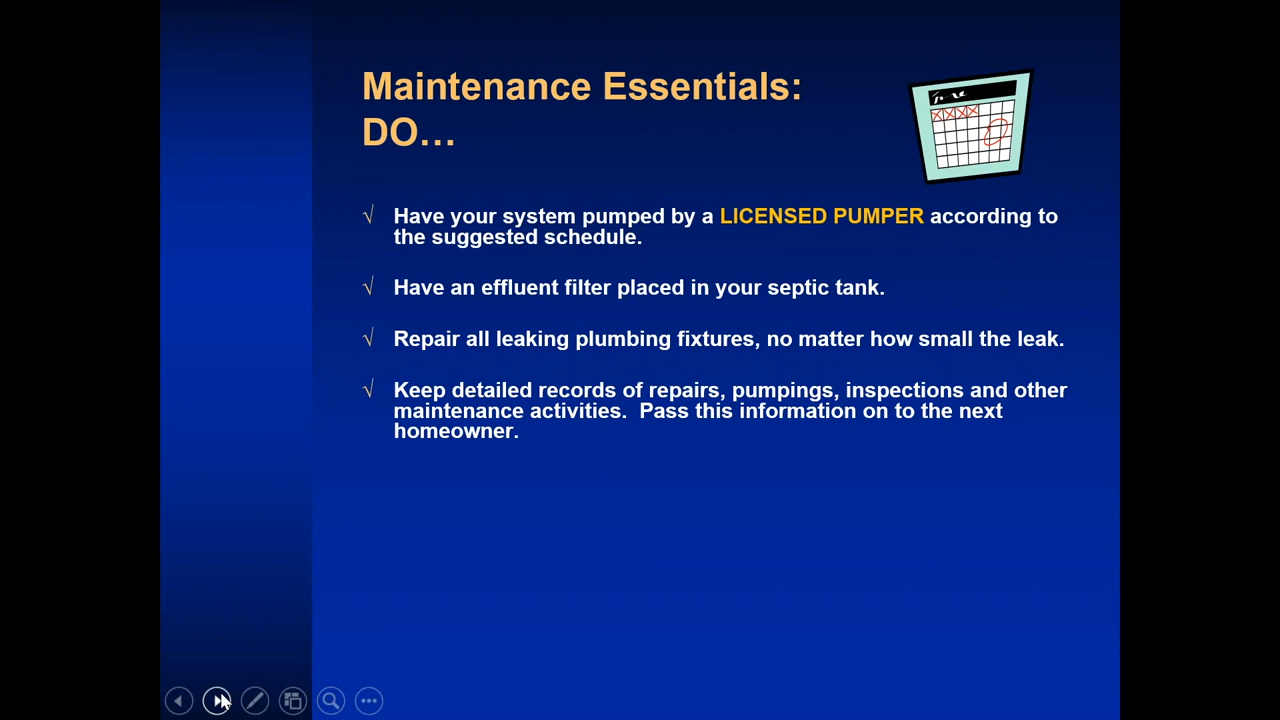 Maintenance Essentials:
DO…
√ Have your system pumped by a LICENSED PUMPER according to
the suggested schedule.
√ Have an effluent filter placed in your septic tank.
√ Repair all leaking plumbing fixtures, no matter how small the leak.
√ Keep detailed records of repairs, pumpings, inspections and other
maintenance activities.  Pass this information on to the next
homeowner.